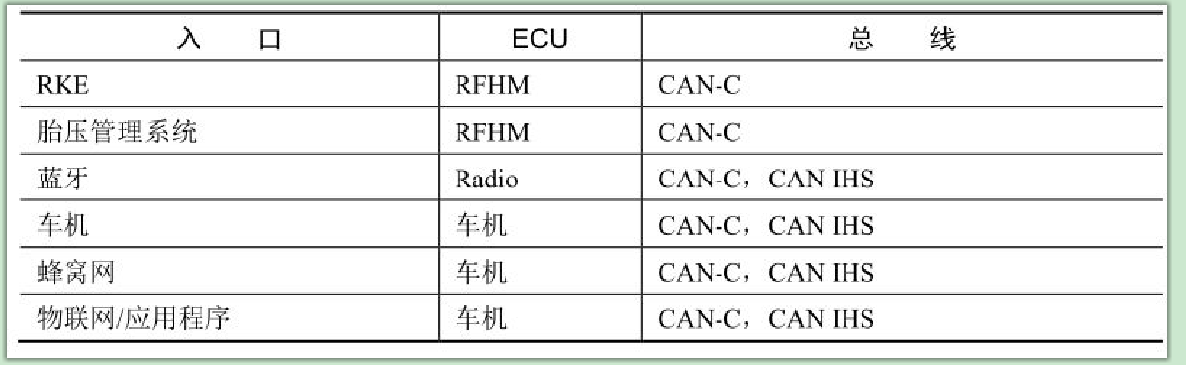 入 口 ECU 总 线
RKE RFHM CAN-C
胎压管理系统 RFHM CAN-C
蓝牙 Radio CAN-C，CAN IHS
车机 车机 CAN-C，CAN IHS
蜂窝网 车机 CAN-C，CAN IHS
物联网/应用程序 车机 CAN-C，CAN IHS